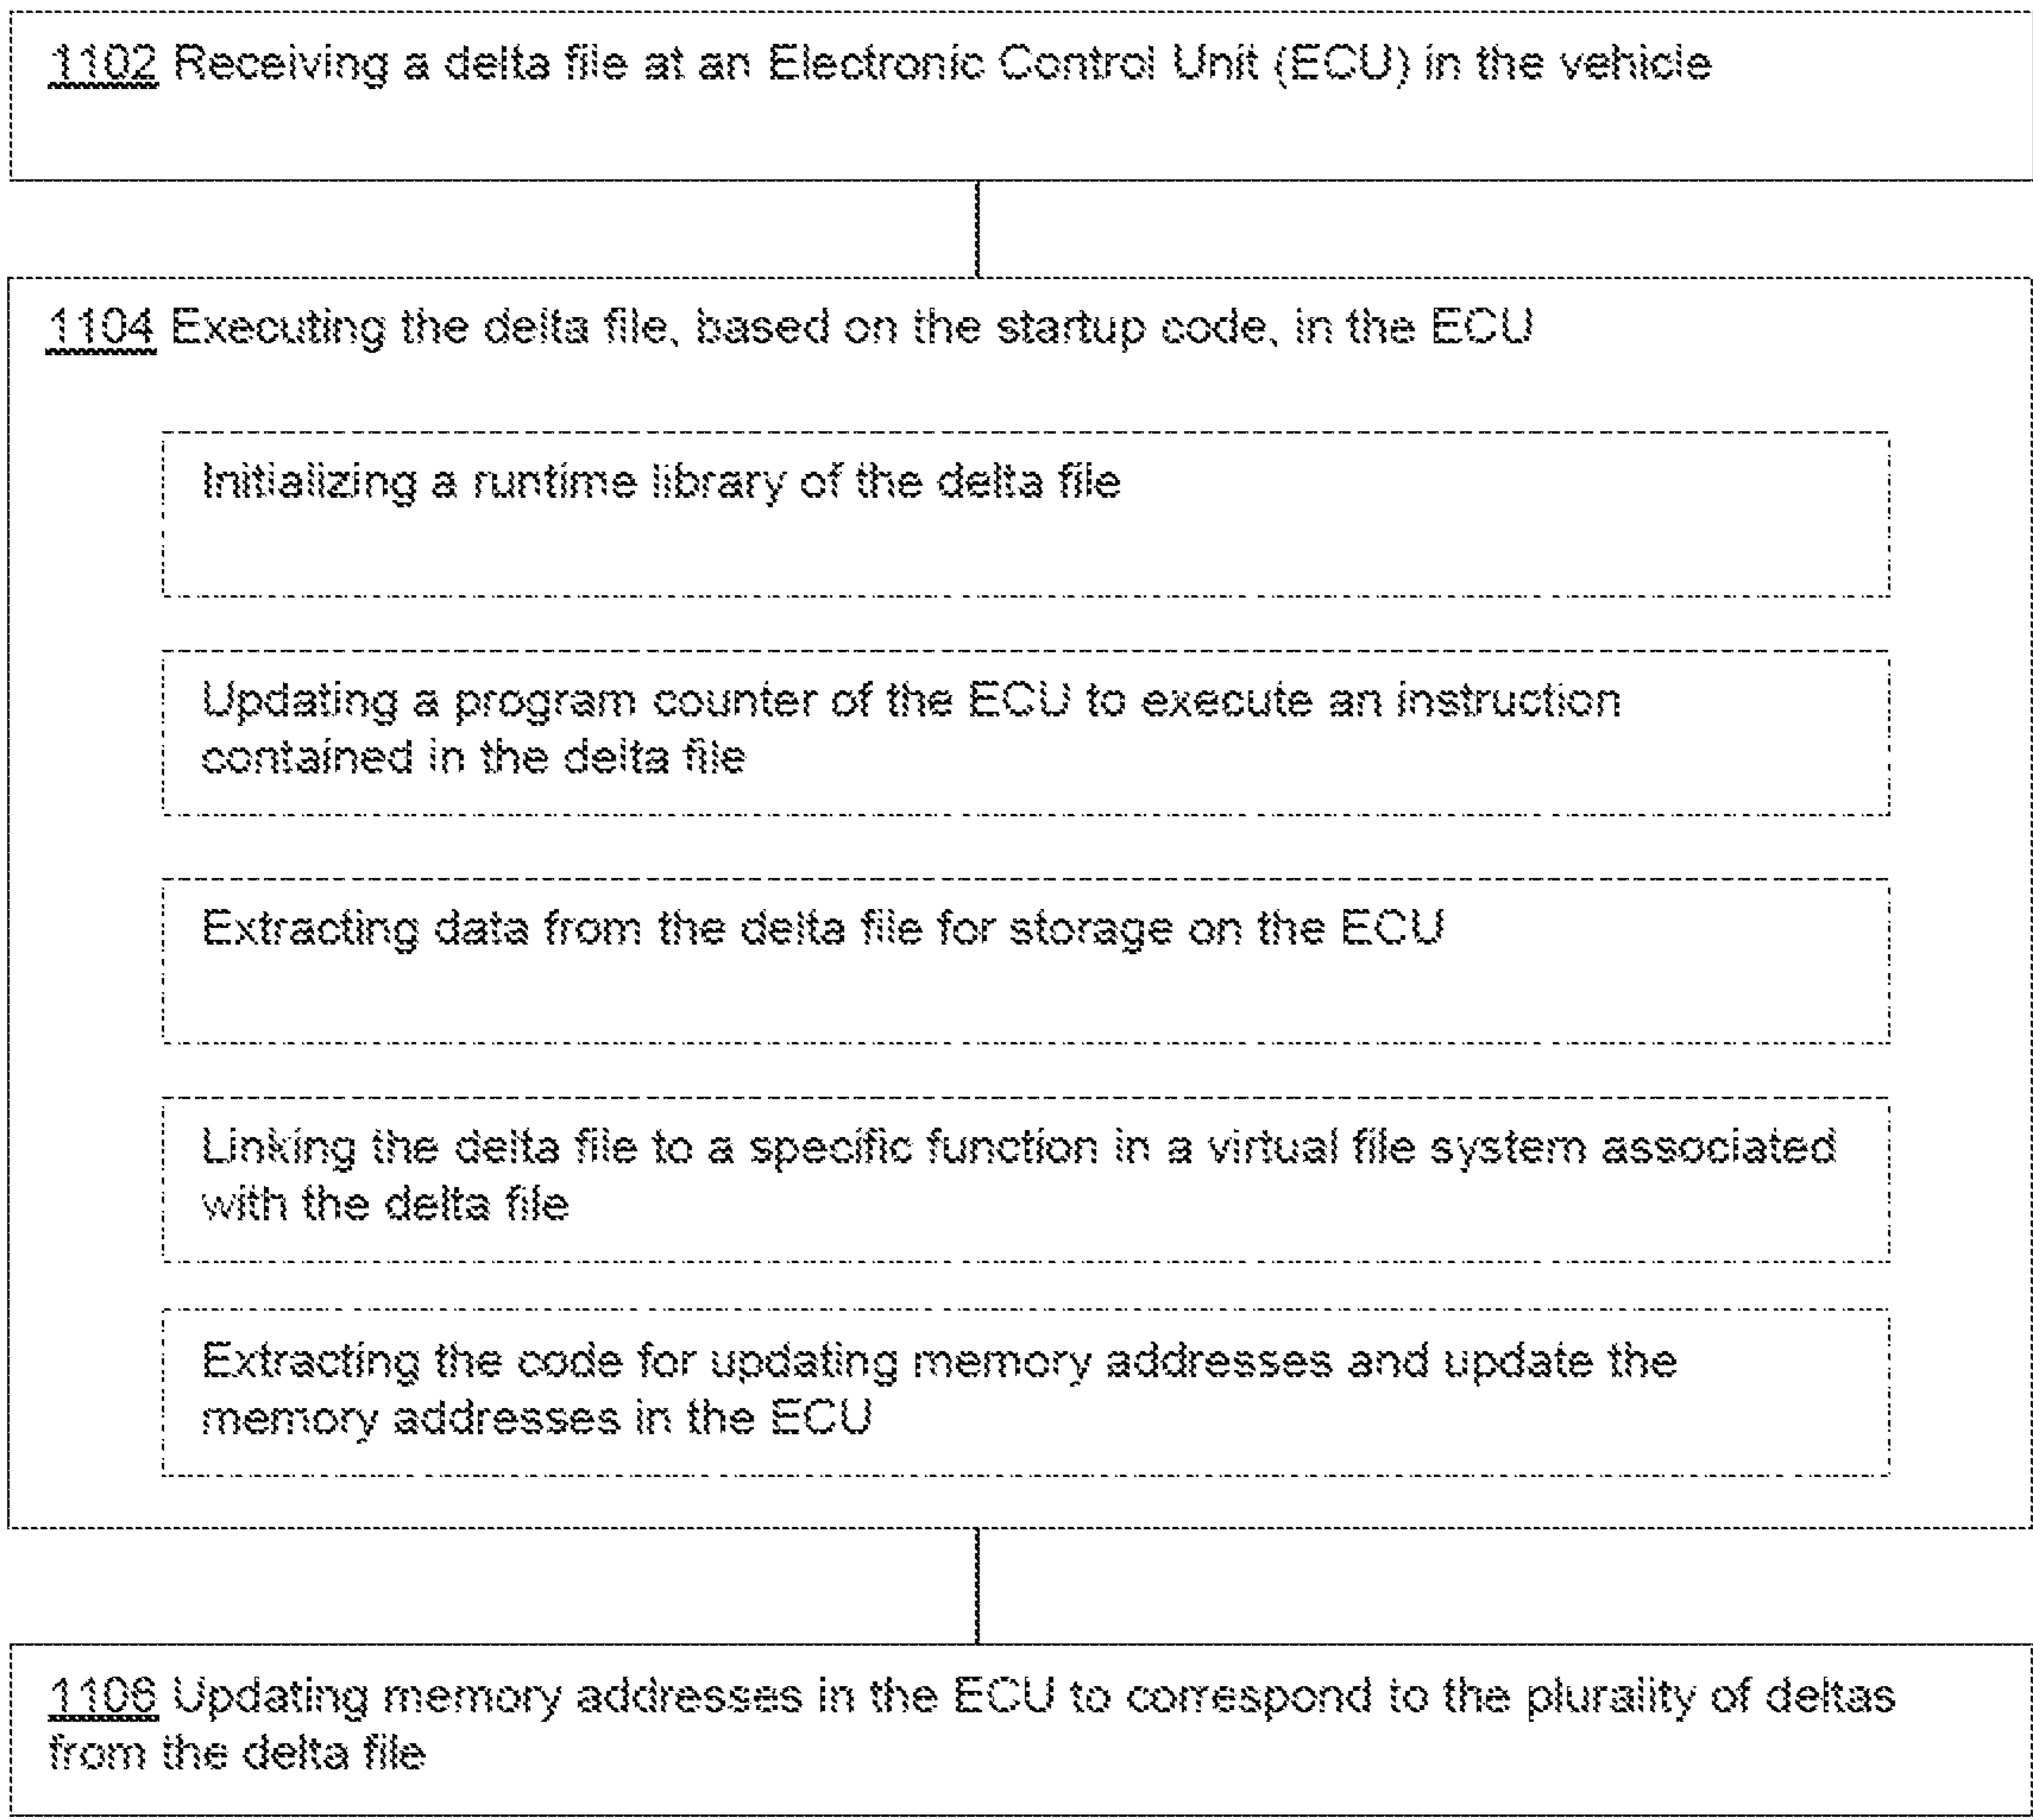 1102 Receiving a delta file at an Electronic Control Unit (ECU) in the vehicle
1104 Executing the delta file, based on the startup code, in the ECU
Initializing a runtime library of the delta file
Updating a program counter of the ECU to execute an instruction
contained in the delta file
Extracting data from the delta file for storage on the ECU
Linking the delta file to a specific function in a virtual file system associated
with the delta file
Extracting the code for updating memory addresses and update the
memory addresses in the ECU
1106 Updating memory addresses in the ECU to correspond to the plurality of deltas
from the delta file